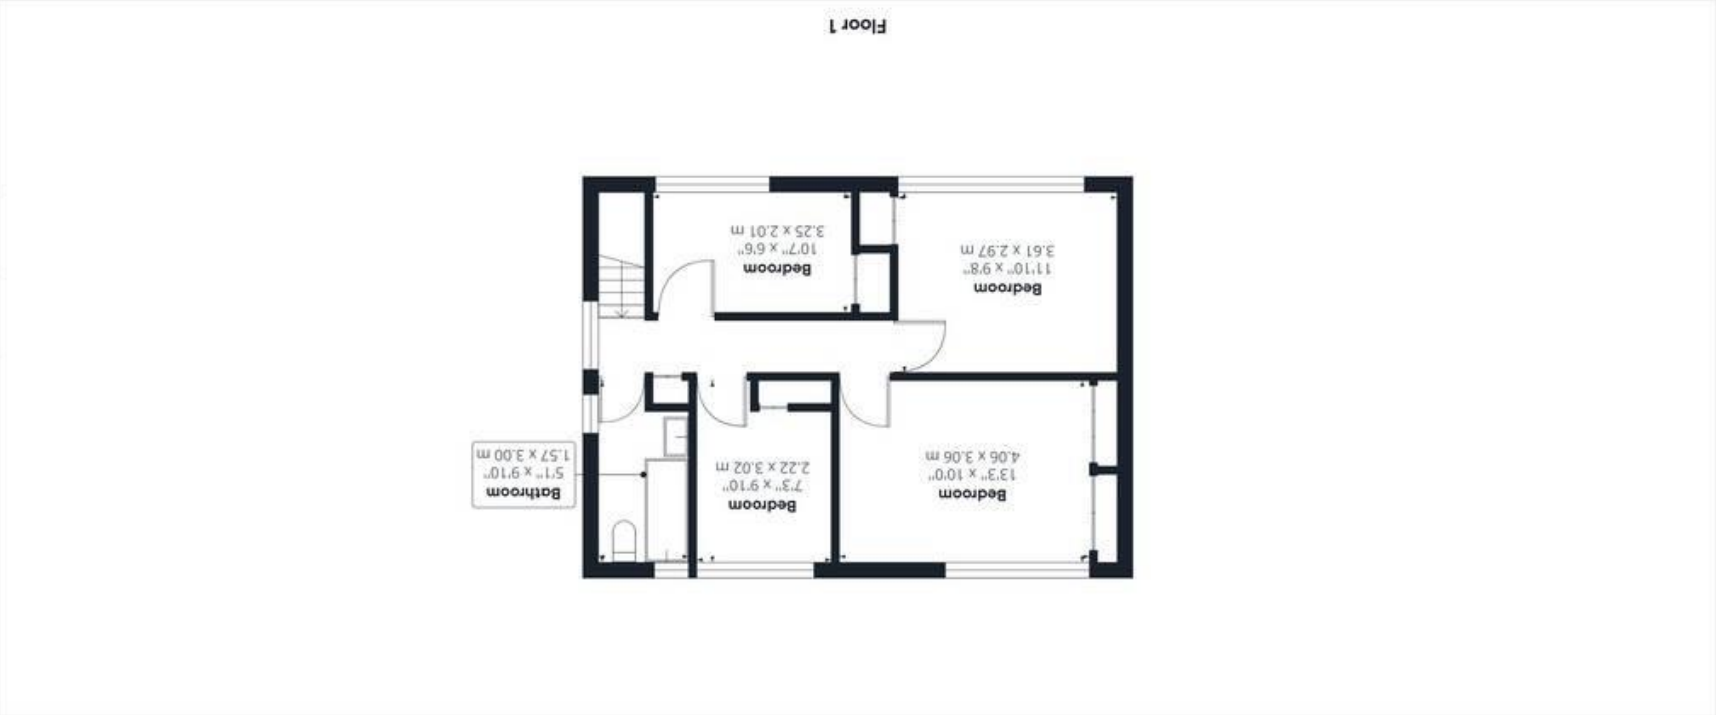 Bedroom
13'3" x 10'0"
4.06 x 3.06 m
Bedroom
7'3" x 9'10"
2.22 x 3.02 m
Bathroom
5'1" x 9'10"
1.57 x 3.00 m
Bedroom
11'10" x 9'8"
3.61 x 2.97 m
Bedroom
10'7" x 6'6"
3.25 x 2.01 m
Floor 1